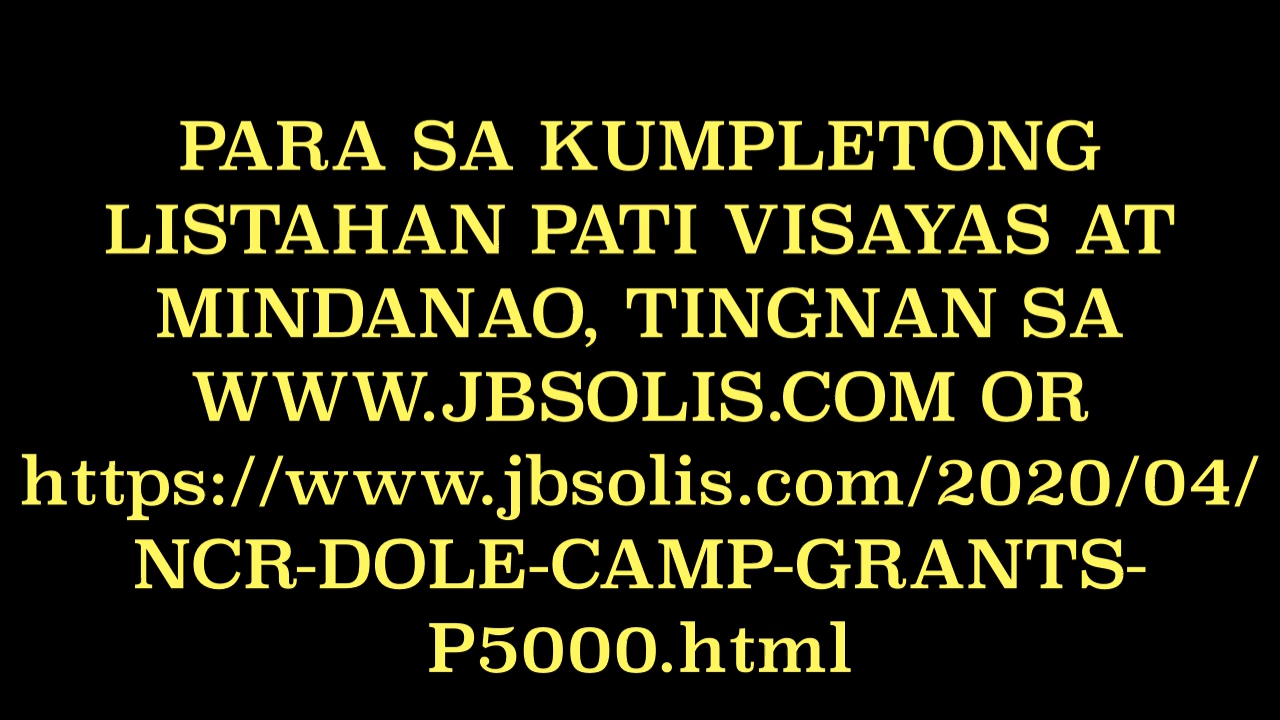 PARA SA KUMPLETONG
LISTAHAN PATI VISAYAS AT
MINDANAO, TINGNAN SA
WWW.JBSOLIS.COM OR
https://www.jbsolis.com/2020/04/
NCR-DOLE-CAMP-GRANTS-
P5000.html